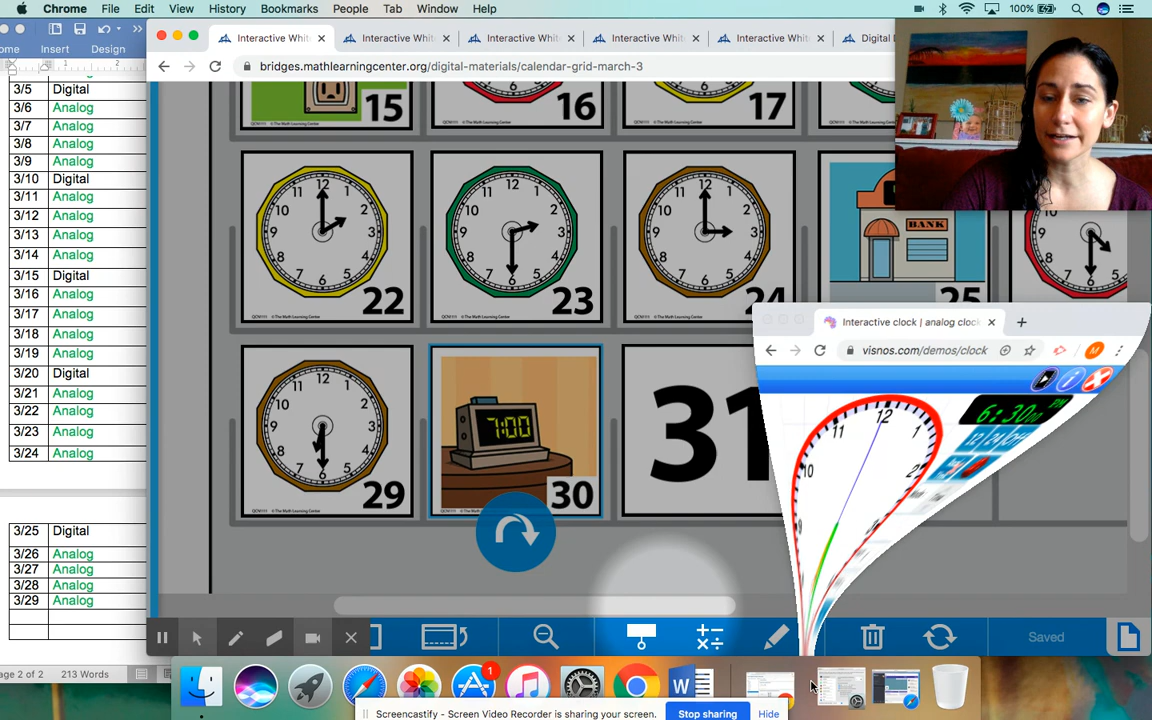 Chrome File Edit View History Bookmarks People Tab Window Help 100%
Insert Design
Interactive Whit Interactive Whit Interactive Whit Interactive Whit Interactive Whit Digital
bridges.mathlearningcenter.org/digital-materials/calendar-grid-march-3
3/5 Digital
3/6 Analog
3/7 Analog
3/8 Analog
3/9 Analog
3/10 Digital
3/11 Analog
3/12 Analog
3/13 Analog
3/14 Analog
3/15 Digital
3/16 Analog
3/17 Analog
3/18 Analog
3/19 Analog
3/20 Digital
3/21 Analog
3/22 Analog
3/23 Analog
3/24 Analog
3/25 Digital
3/26 Analog
3/27 Analog
3/28 Analog
3/29 Analog
15 16 17
22 23 24 25
BANK
29 30 31
7:00
Interactive clock | analog clock
visnos.com/demos/clock
6:30 PM
Saved
age 2 of 2 213 Words
Screencastify - Screen Video Recorder is sharing your screen. Stop sharing Hide